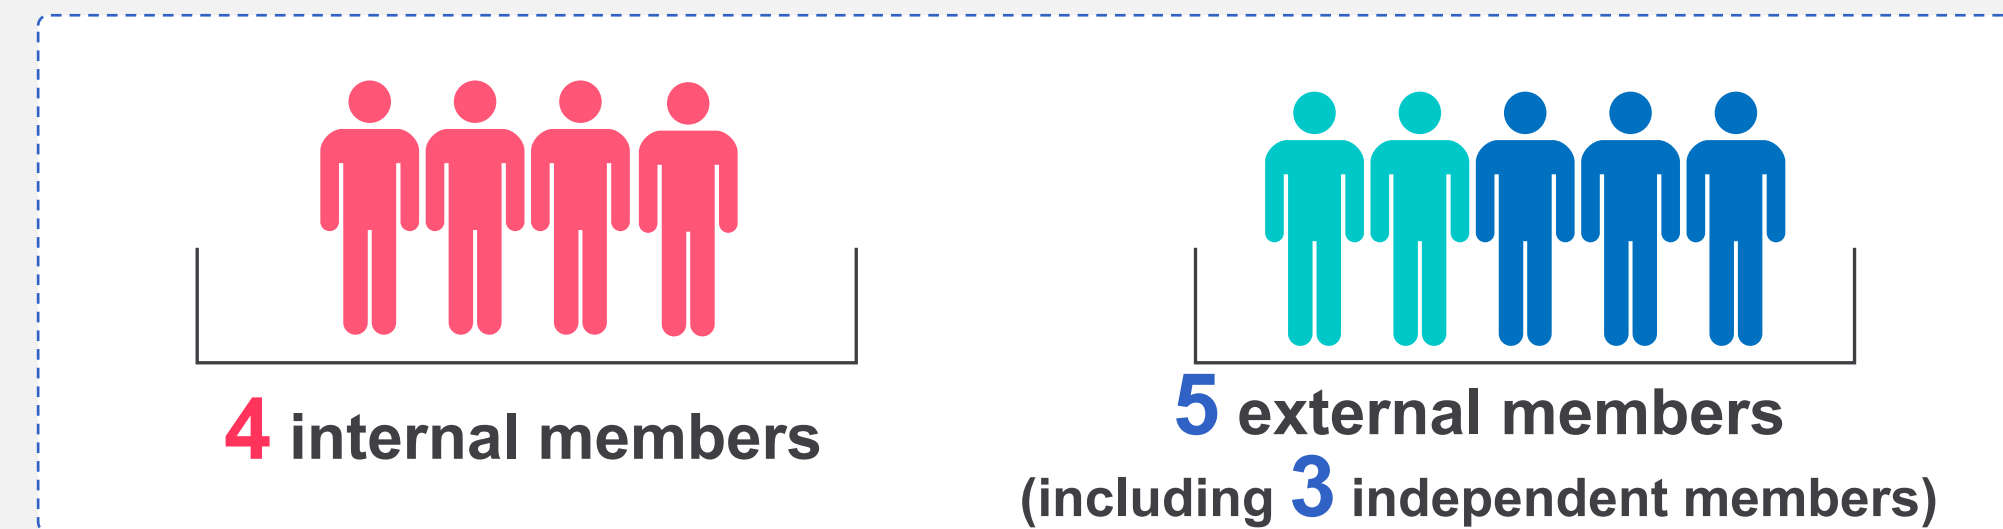 4 internal members
5 external members
(including 3 independent members)